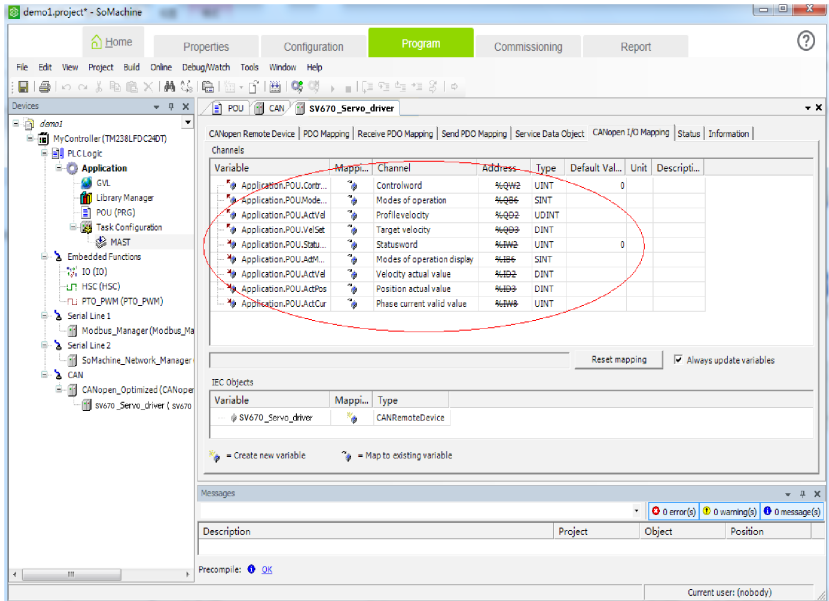 demo1.project* - SoMachine
Home Properties Configuration Program Commissioning Report
File Edit View Project Build Online Debug/Watch Tools Window Help
Devices
demo1
MyController (TM238LFDC24DT)
PLC Logic
Application
GVL
Library Manager
POU (PRG)
Task Configuration
MAST
Embedded Functions
IO (IO)
HSC (HSC)
PTO_PWM (PTO_PWM)
Serial Line 1
Modbus_Manager (Modbus_Ma
Serial Line 2
SoMachine_Network_Manager
CAN
CANopen_Optimized (CANoper
SV670_Servo_driver ( SV670
POU CAN SV670_Servo_driver
CANopen Remote Device PDO Mapping Receive PDO Mapping Send PDO Mapping Service Data Object CANopen I/O Mapping Status Information
Channels
Variable Mappi... Channel Address Type Default Val... Unit Descripti...
Application.POU.Contr... Controlword %QW2 UINT 0
Application.POU.Mode... Modes of operation %QB6 SINT
Application.POU.ActVel Profilevelocity %QD2 UDINT
Application.POU.VelSet Target velocity %QD3 DINT
Application.POU.Statu... Statusword %IW2 UINT 0
Application.POU.ActM... Modes of operation display %IB6 SINT
Application.POU.ActVel Velocity actual value %ID2 DINT
Application.POU.ActPos Position actual value %ID3 DINT
Application.POU.ActCur Phase current valid value %IW8 UINT
Reset mapping Always update variables
IEC Objects
Variable Mappi... Type
SV670_Servo_driver CANRemoteDevice
= Create new variable = Map to existing variable
Messages
0 error(s) 0 warning(s) 0 message(s)
Description Project Object Position
Precompile: OK
Current user: (nobody)